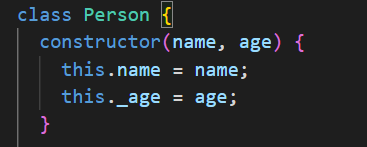 class Person {
  constructor(name, age) {
    this.name = name;
    this._age = age;
  }